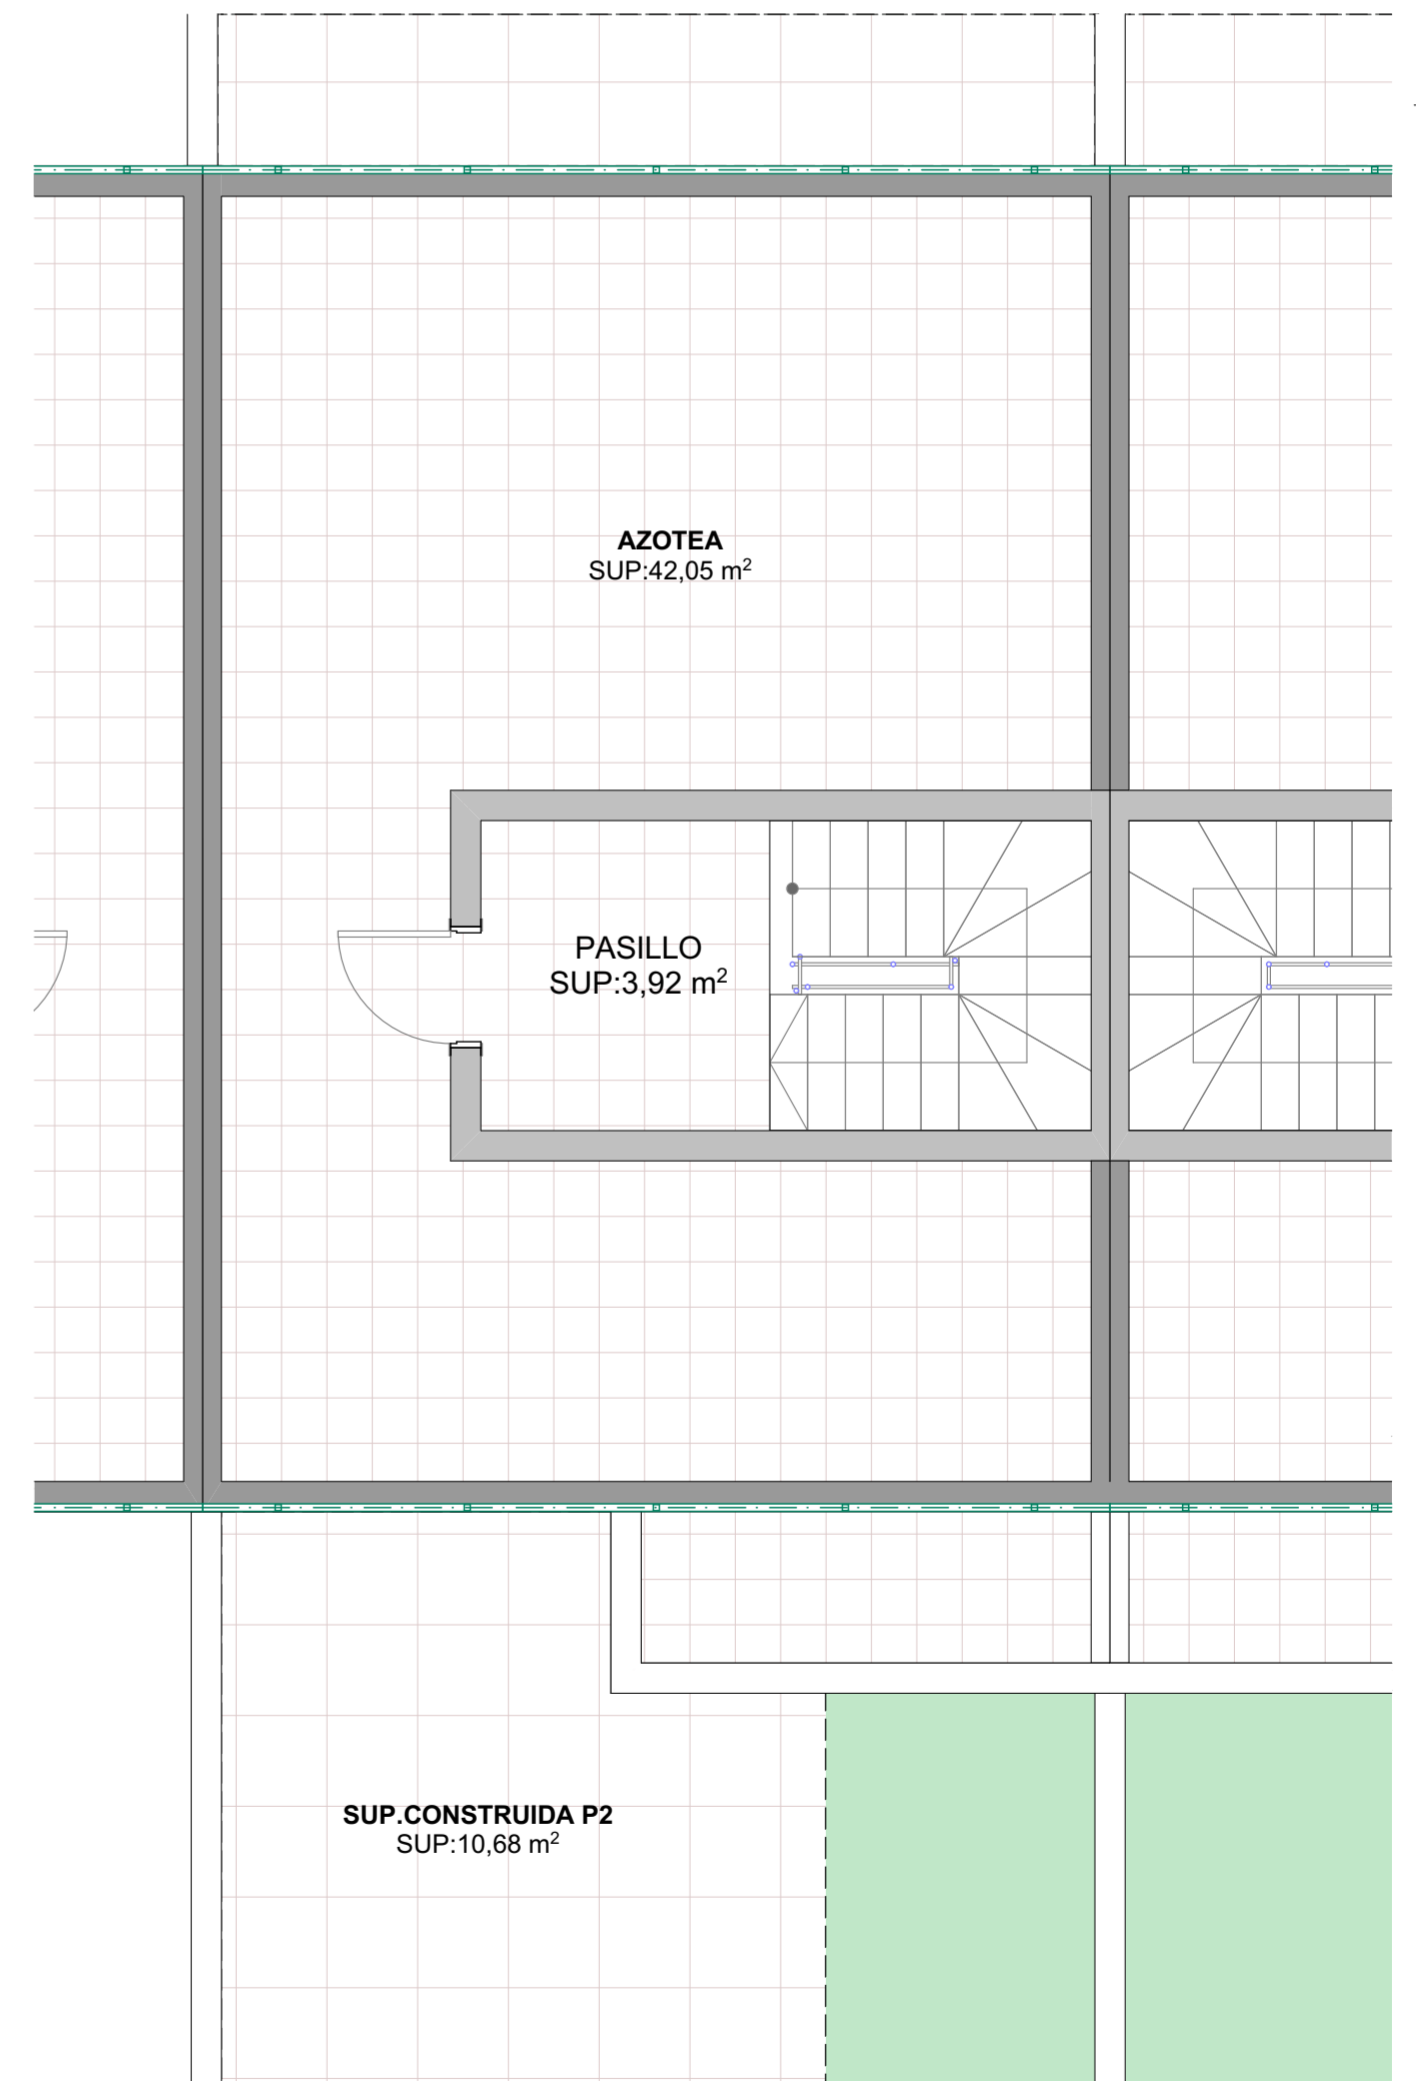 AZOTEA
SUP:42,05 m²
PASILLO
SUP:3,92 m²
SUP.CONSTRUIDA P2
SUP:10,68 m²